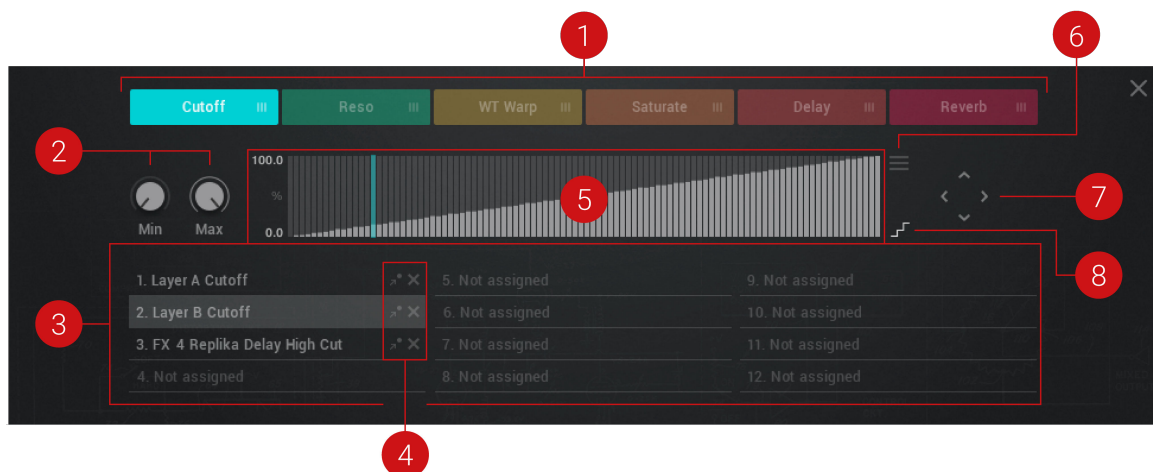 1 6
Cutoff Reso WT Warp Saturate Delay Reverb
2
100.0
%
5
7
Min Max 0.0
8
1. Layer A Cutoff 5. Not assigned 9. Not assigned
2. Layer B Cutoff 6. Not assigned 10. Not assigned
3
3. FX 4 Replika Delay High Cut 7. Not assigned 11. Not assigned
4. Not assigned 8. Not assigned 12. Not assigned
4